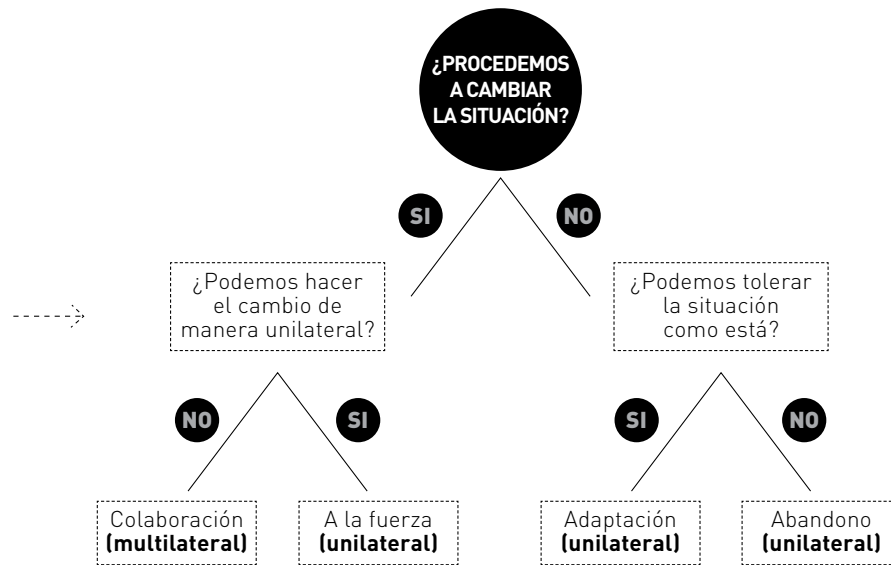 ¿PROCEDEMOS
A CAMBIAR
LA SITUACIÓN?
SI
NO
¿Podemos hacer
el cambio de
manera unilateral?
¿Podemos tolerar
la situación
como está?
NO
SI
SI
NO
Colaboración
(multilateral)
A la fuerza
(unilateral)
Adaptación
(unilateral)
Abandono
(unilateral)